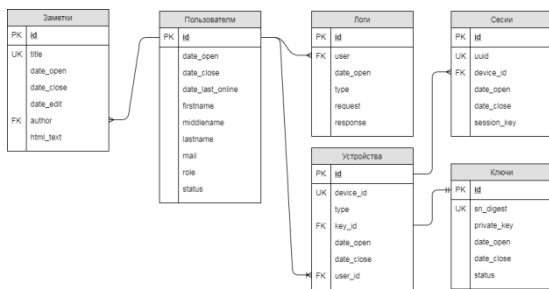 Заметки
PK id
UK title
date_open
date_close
date_edit
FK author
html_text
Пользователи
PK id
date_open
date_close
date_last_online
firstname
middlename
lastname
mail
role
status
Логи
PK id
FK user
date_open
type
request
response
Сесии
PK id
UK uuid
FK device_id
date_open
date_close
session_key
Устройства
PK id
UK device_id
type
FK key_id
date_open
date_close
FK user_id
Ключи
PK id
UK sn_digest
private_key
date_open
date_close
status